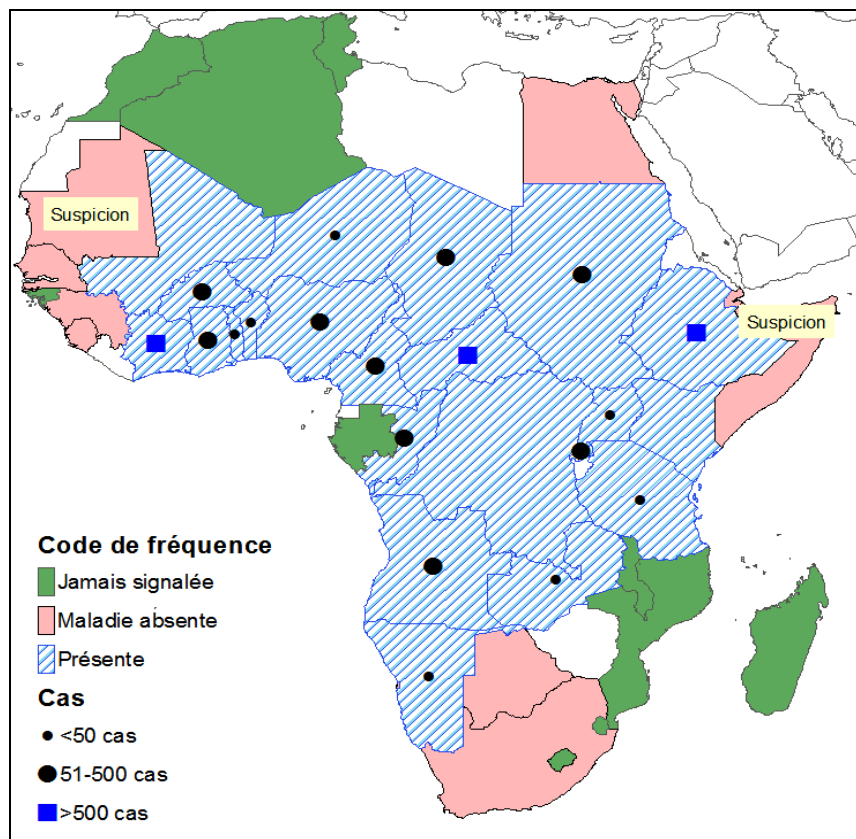 Suspicion
Suspicion
Code de fréquence
Jamais signalée
Maladie absente
Présente
Cas
<50 cas
51-500 cas
>500 cas